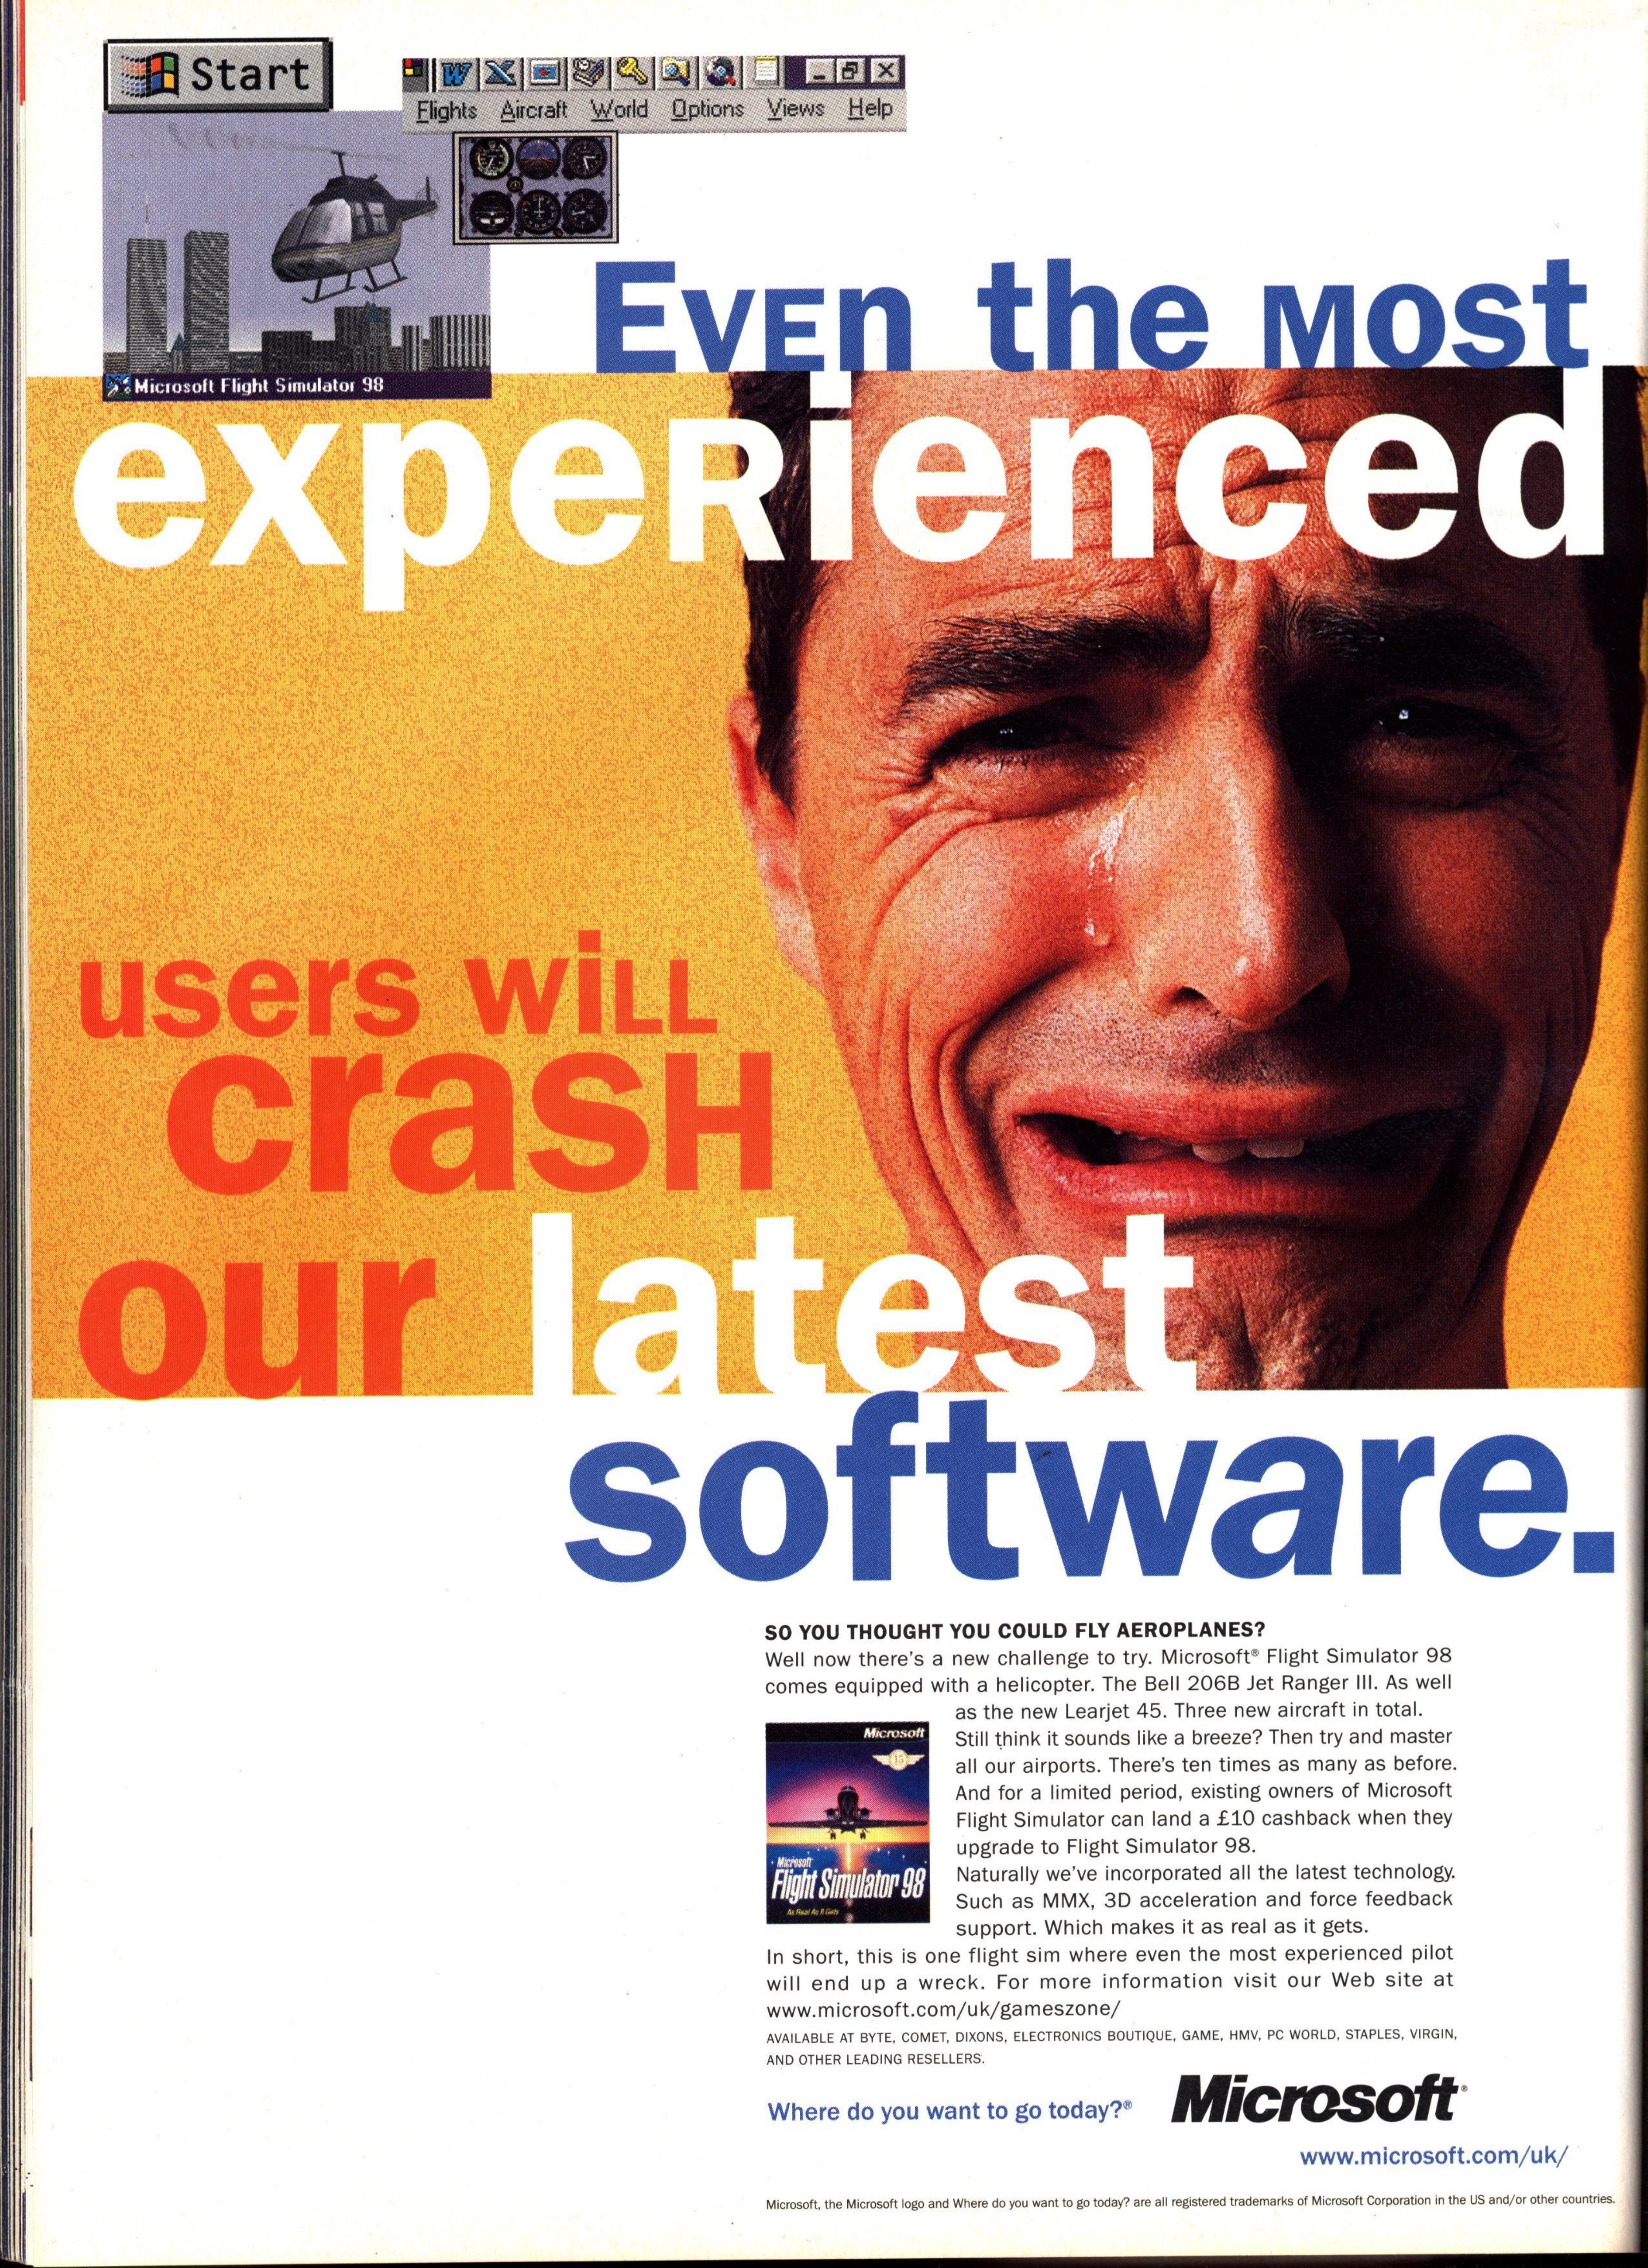 Start
Flights Aircraft World Options Views Help
Microsoft Flight Simulator 98
EvEn the Most
expeRienced
users wiLL
crasH
our latest
software.
SO YOU THOUGHT YOU COULD FLY AEROPLANES?
Well now there's a new challenge to try. Microsoft® Flight Simulator 98
comes equipped with a helicopter. The Bell 206B Jet Ranger III. As well
as the new Learjet 45. Three new aircraft in total.
Still think it sounds like a breeze? Then try and master
all our airports. There's ten times as many as before.
And for a limited period, existing owners of Microsoft
Flight Simulator can land a £10 cashback when they
upgrade to Flight Simulator 98.
Naturally we've incorporated all the latest technology.
Such as MMX, 3D acceleration and force feedback
support. Which makes it as real as it gets.
Microsoft
15
Microsoft
Flight Simulator 98
As Real As It Gets
In short, this is one flight sim where even the most experienced pilot
will end up a wreck. For more information visit our Web site at
www.microsoft.com/uk/gameszone/
AVAILABLE AT BYTE, COMET, DIXONS, ELECTRONICS BOUTIQUE, GAME, HMV, PC WORLD, STAPLES, VIRGIN,
AND OTHER LEADING RESELLERS.
Where do you want to go today?® Microsoft®
www.microsoft.com/uk/
Microsoft, the Microsoft logo and Where do you want to go today? are all registered trademarks of Microsoft Corporation in the US and/or other countries.